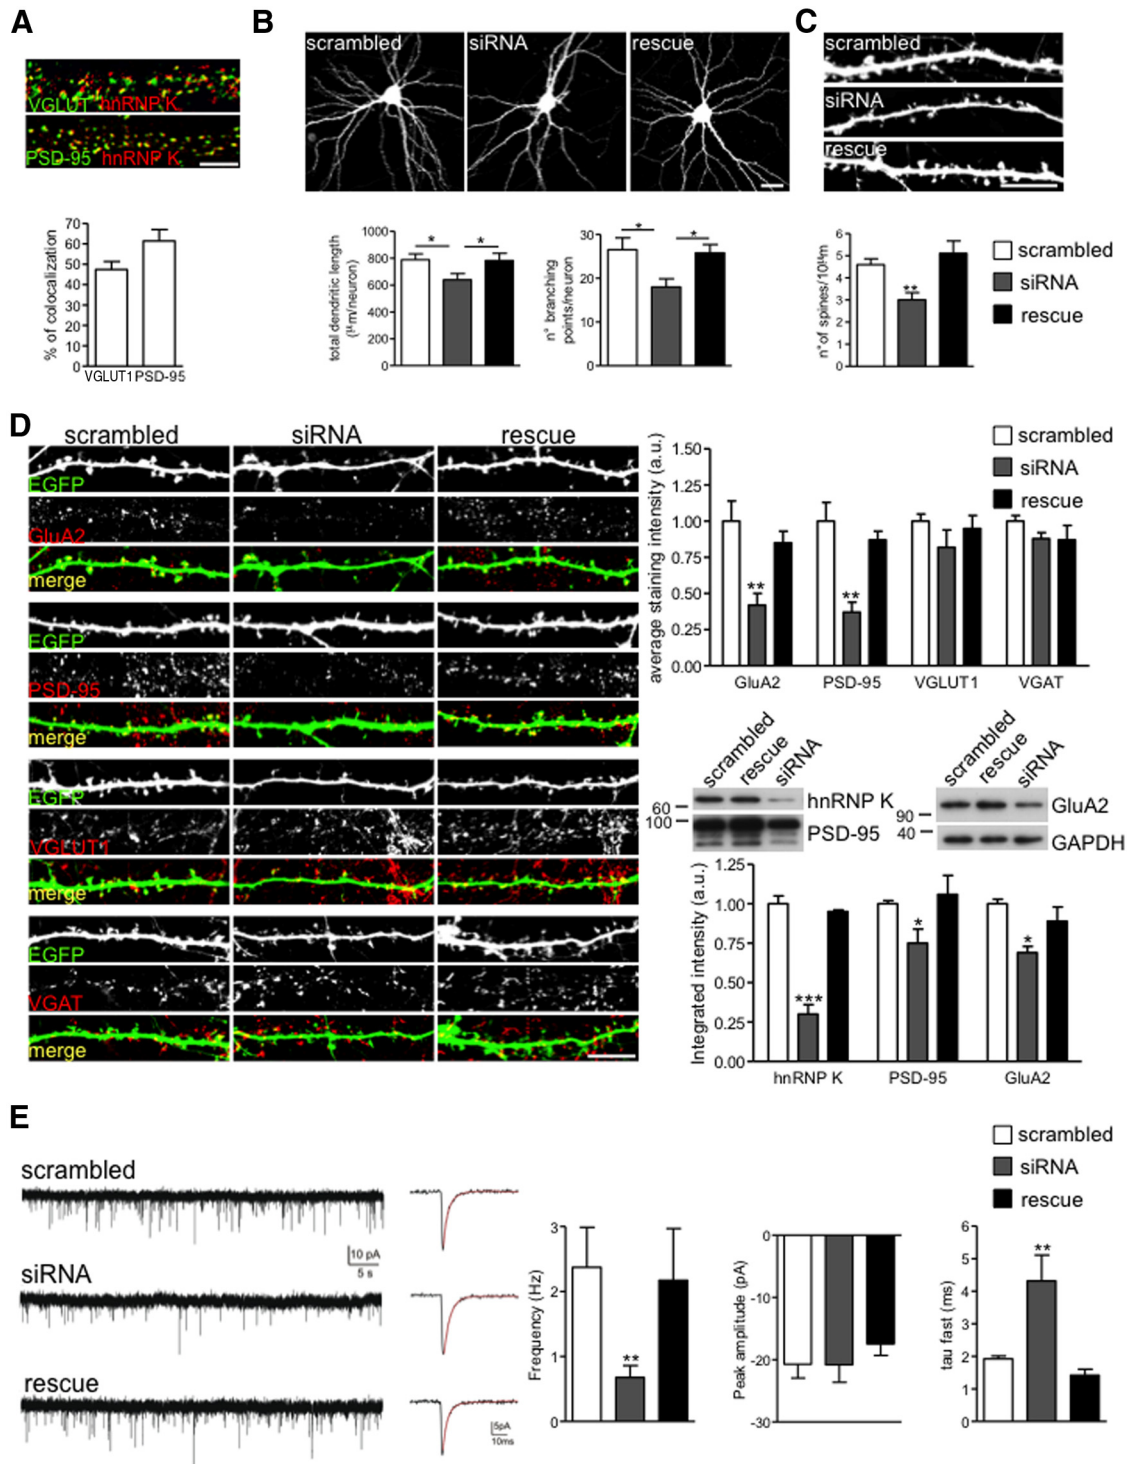 A
VGLUT hnRNP K
PSD-95 hnRNP K
% of colocalization
70
60
50
40
30
20
10
0
VGLUT1 PSD-95
B
scrambled siRNA rescue
total dendritic length
(µm/neuron)
1000
800
600
400
200
0
* *
n° branching
points/neuron
30
20
10
0
* *
C
scrambled
siRNA
rescue
n°of spines/10µm
6
5
4
3
2
1
0
**
scrambled
siRNA
rescue
D
scrambled siRNA rescue
EGFP
GluA2
merge
EGFP
PSD-95
merge
EGFP
VGLUT1
merge
EGFP
VGAT
merge
average staining intensity (a.u.)
1.50
1.25
1.00
0.75
0.50
0.25
0.00
** **
GluA2 PSD-95 VGLUT1 VGAT
scrambled
siRNA
rescue
scrambled rescue siRNA
60 hnRNP K
100 PSD-95
scrambled rescue siRNA
90 GluA2
40 GAPDH
Integrated intensity (a.u.)
1.25
1.00
0.75
0.50
0.25
0.00
*** * *
hnRNP K PSD-95 GluA2
E
scrambled
10 pA
5 s
siRNA
rescue
5pA
10ms
Frequency (Hz)
3
2
1
0
**
Peak amplitude (pA)
0
-10
-20
-30
scrambled
siRNA
rescue
tau fast (ms)
6
5
4
3
2
1
0
**